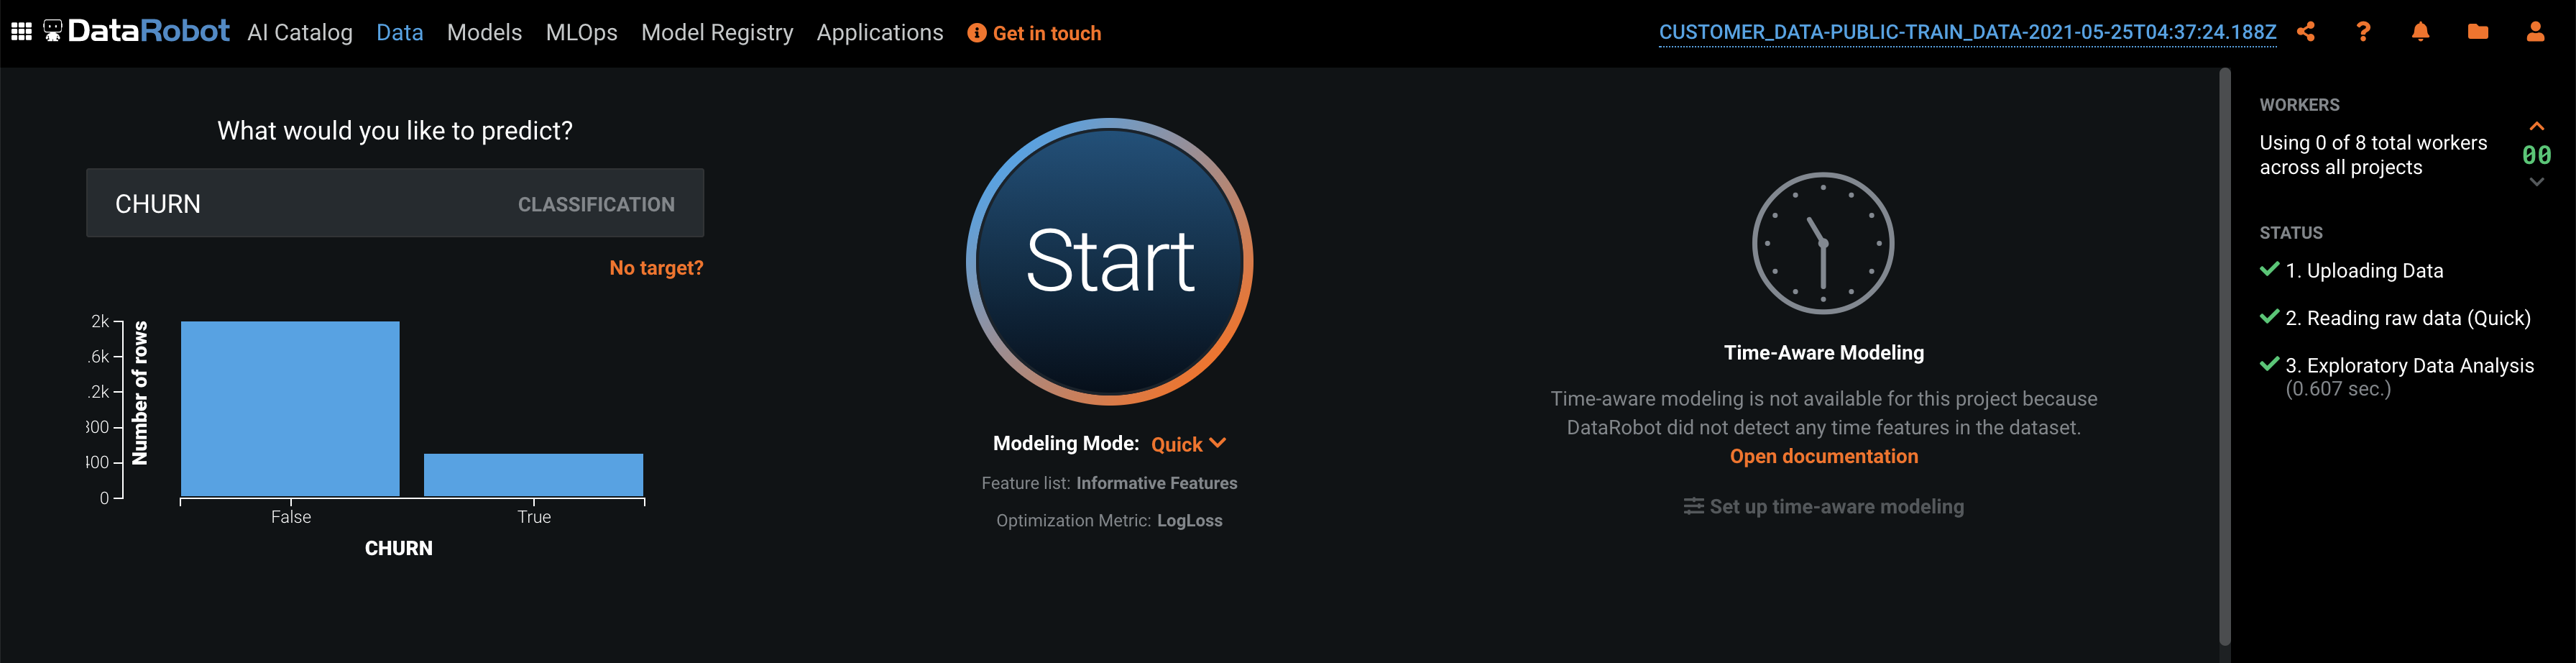 DataRobot AI Catalog Data Models MLOps Model Registry Applications Get in touch CUSTOMER_DATA-PUBLIC-TRAIN_DATA-2021-05-25T04:37:24.188Z
What would you like to predict?
CHURN CLASSIFICATION
No target?
2k
.6k
.2k
800
400
0
Number of rows
False True
CHURN
Start
Modeling Mode: Quick
Feature list: Informative Features
Optimization Metric: LogLoss
Time-Aware Modeling
Time-aware modeling is not available for this project because
DataRobot did not detect any time features in the dataset.
Open documentation
Set up time-aware modeling
WORKERS
Using 0 of 8 total workers
across all projects
00
STATUS
1. Uploading Data
2. Reading raw data (Quick)
3. Exploratory Data Analysis
(0.607 sec.)